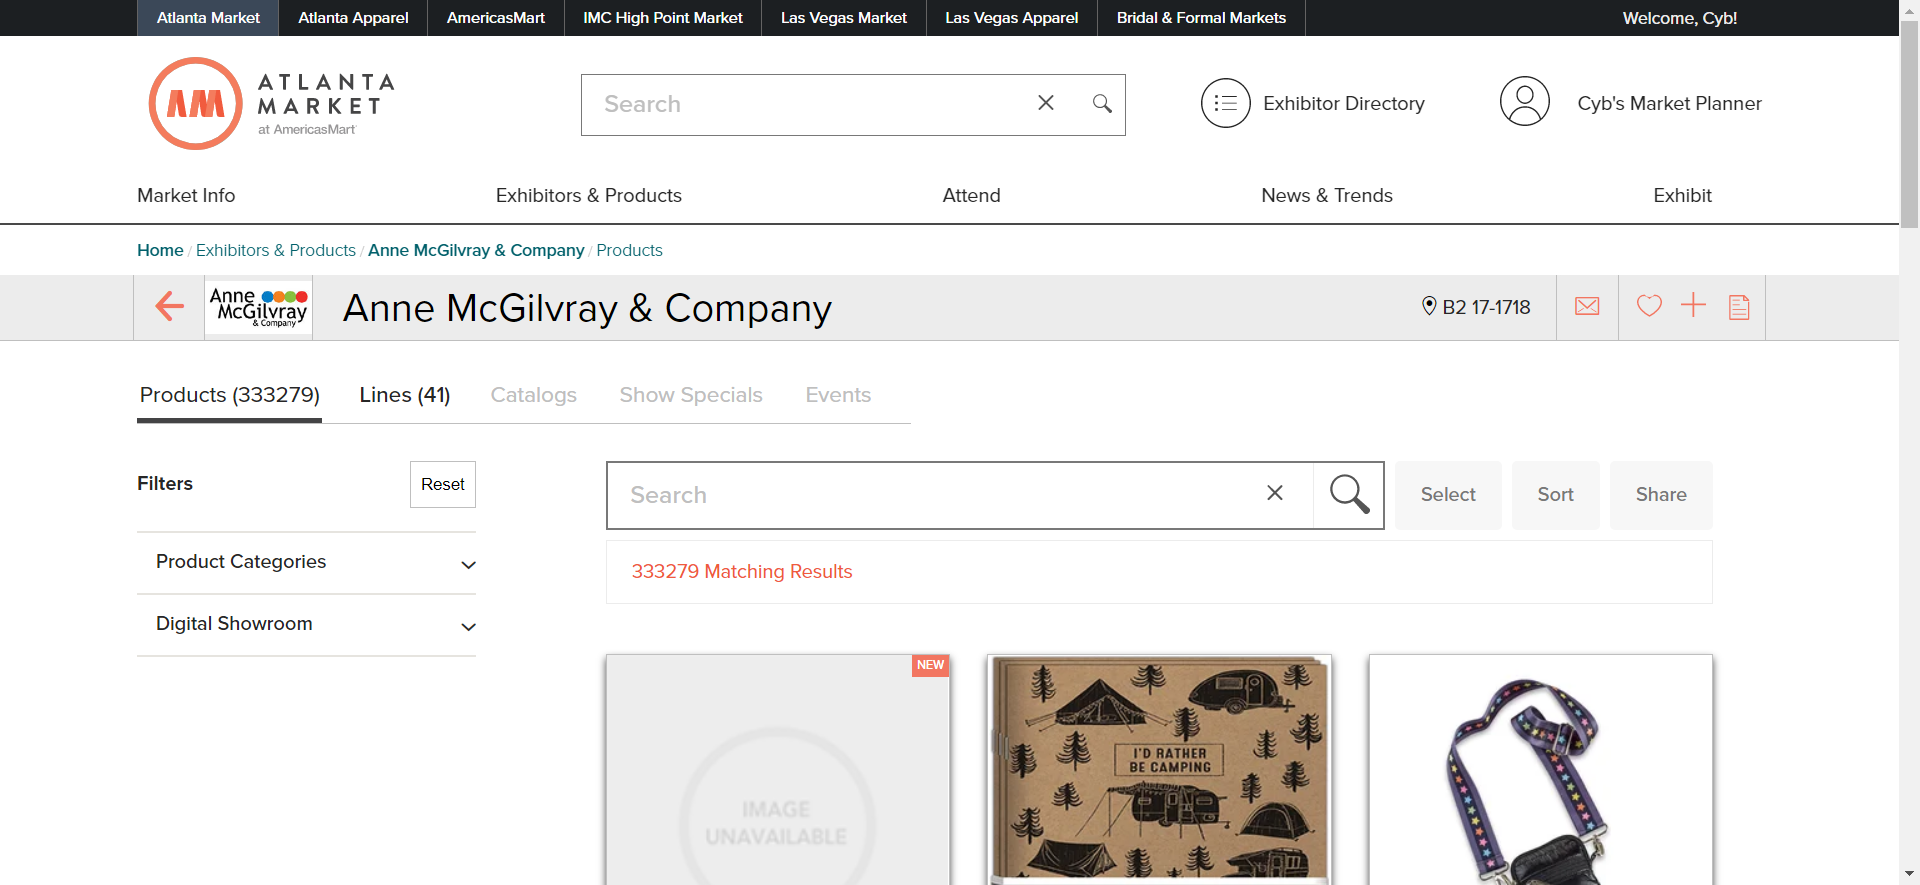 Atlanta Market
Atlanta Apparel
AmericasMart
IMC High Point Market
Las Vegas Market
Las Vegas Apparel
Bridal & Formal Markets
Welcome, Cyb!
AM
ATLANTA
MARKET
at AmericasMart
Search
Exhibitor Directory
Cyb's Market Planner
Market Info
Exhibitors & Products
Attend
News & Trends
Exhibit
Home / Exhibitors & Products / Anne McGilvray & Company / Products
Anne
McGilvray
& Company
Anne McGilvray & Company
B2 17-1718
Products (333279)
Lines (41)
Catalogs
Show Specials
Events
Filters
Reset
Search
Select
Sort
Share
Product Categories
333279 Matching Results
Digital Showroom
NEW
IMAGE
UNAVAILABLE
I'D RATHER
BE CAMPING